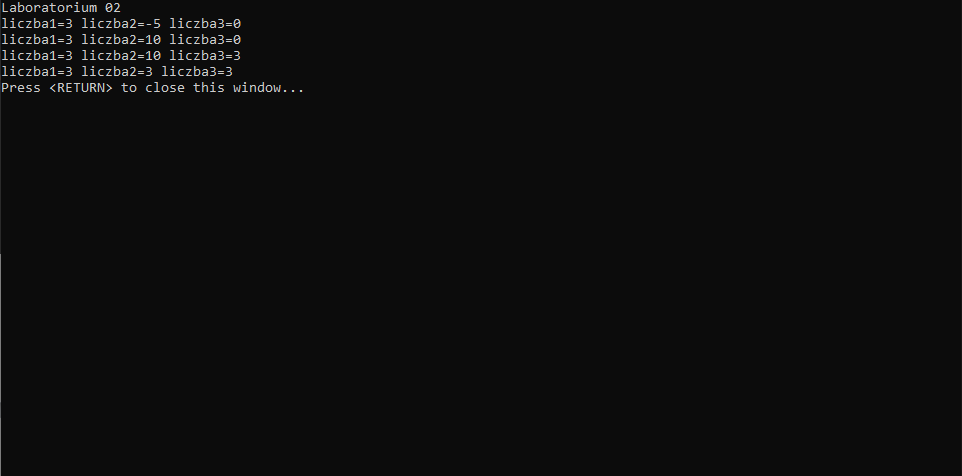 Laboratorium 02
liczba1=3 liczba2=-5 liczba3=0
liczba1=3 liczba2=10 liczba3=0
liczba1=3 liczba2=10 liczba3=3
liczba1=3 liczba2=3 liczba3=3
Press <RETURN> to close this window...